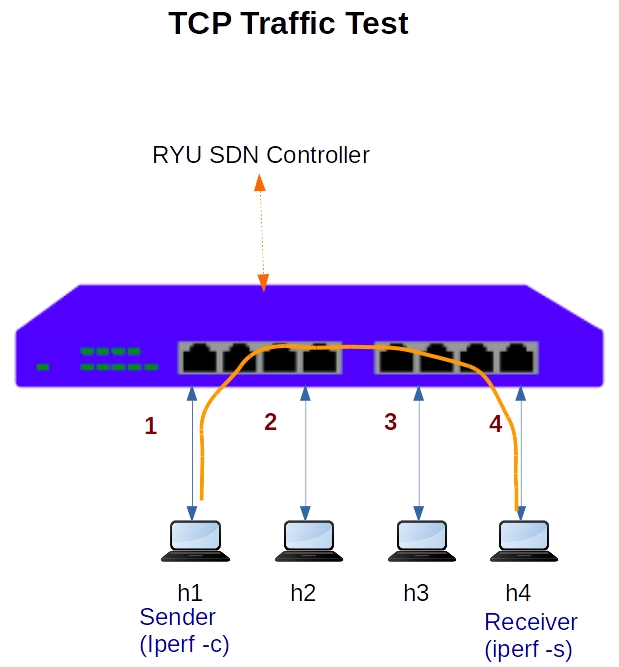 TCP Traffic Test
RYU SDN Controller
1
2
3
4
h1
h2
h3
h4
Sender
(Iperf -c)
Receiver
(iperf -s)